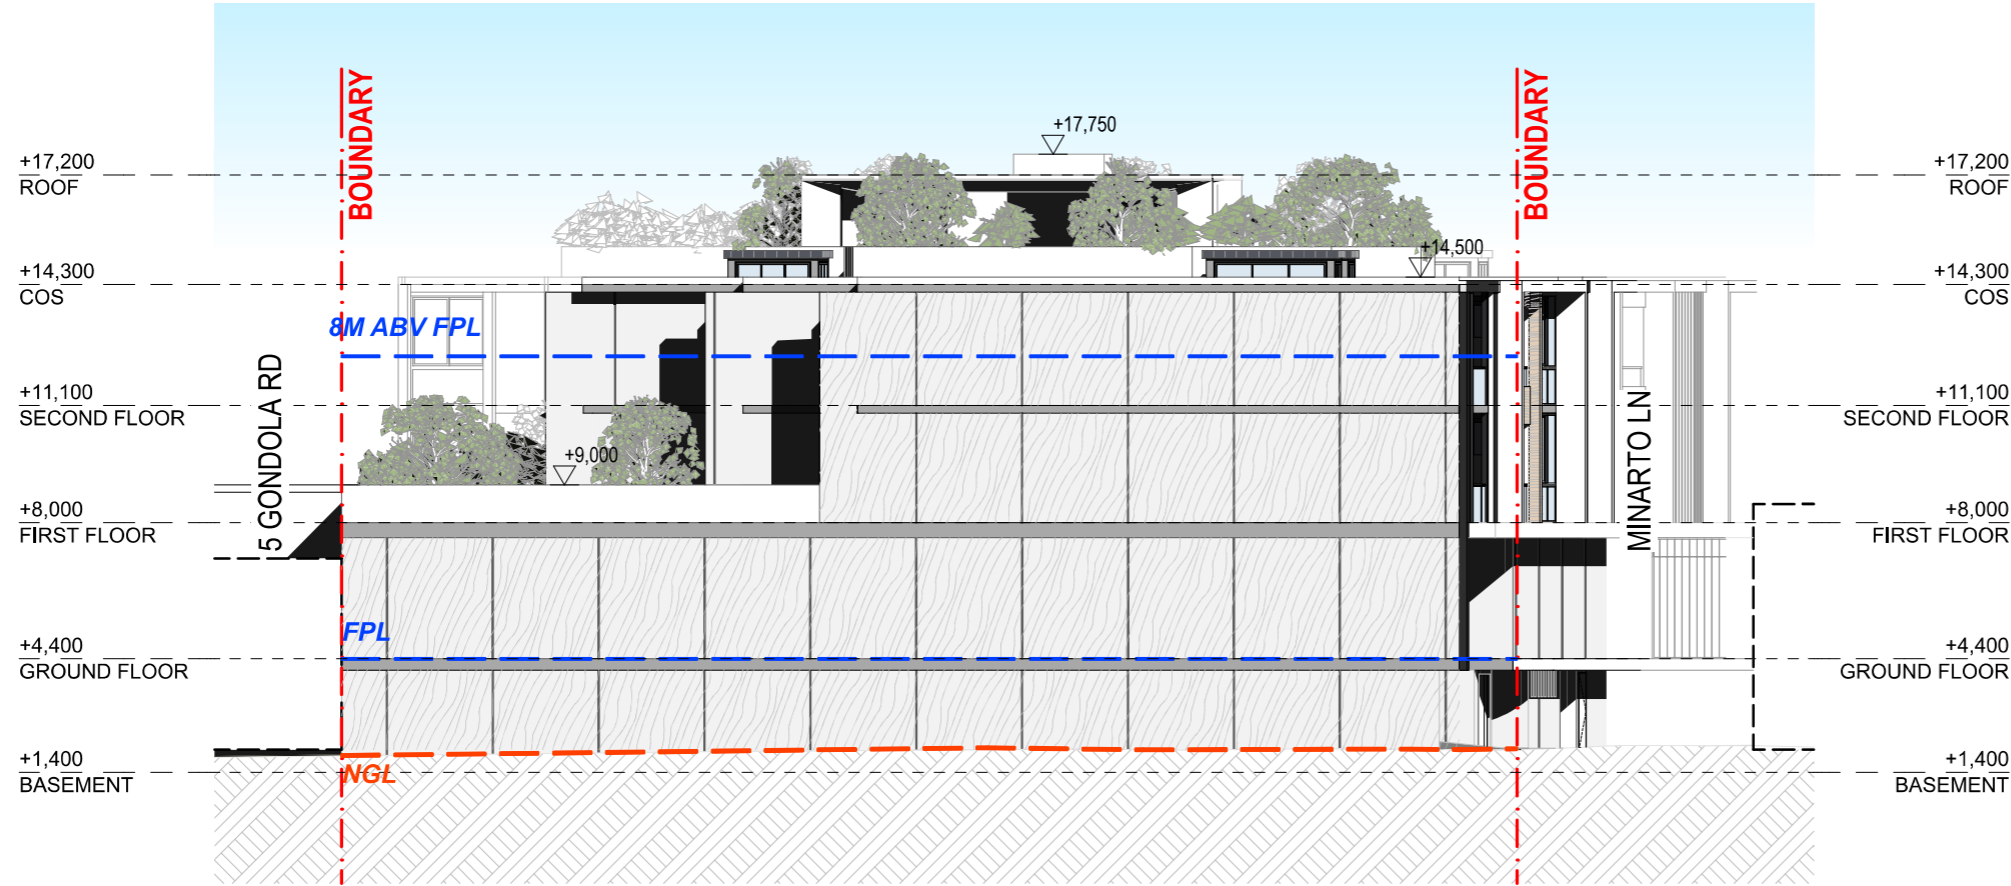 BOUNDARY
BOUNDARY
+17,750
+17,200
ROOF
+17,200
ROOF
+14,500
+14,300
COS
+14,300
COS
8M ABV FPL
5 GONDOLA RD
MINARTO LN
+11,100
SECOND FLOOR
+11,100
SECOND FLOOR
+9,000
+8,000
FIRST FLOOR
+8,000
FIRST FLOOR
FPL
+4,400
GROUND FLOOR
+4,400
GROUND FLOOR
NGL
+1,400
BASEMENT
+1,400
BASEMENT